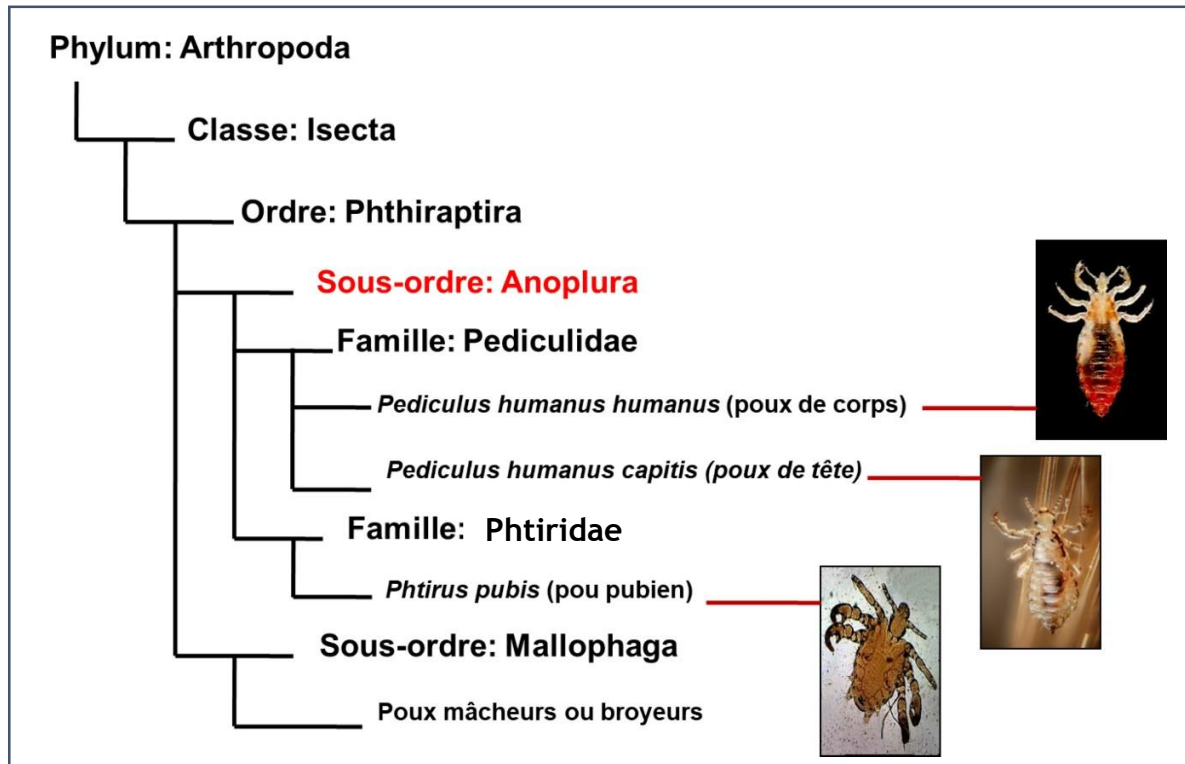 Phylum: Arthropoda
Classe: Isecta
Ordre: Phthiraptira
Sous-ordre: Anoplura
Famille: Pediculidae
Pediculus humanus humanus (poux de corps)
Pediculus humanus capitis (poux de tête)
Famille: Phtiridae
Phtirus pubis (pou pubien)
Sous-ordre: Mallophaga
Poux mâcheurs ou broyeurs